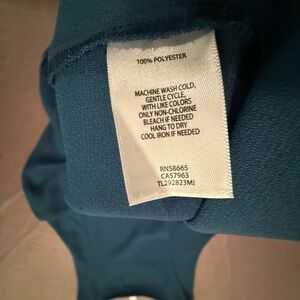 100% POLYESTER
MACHINE WASH COLD,
GENTLE CYCLE,
WITH LIKE COLORS
ONLY NON-CHLORINE
BLEACH IF NEEDED
HANG TO DRY
COOL IRON IF NEEDED
RNS8665
CA57963
TL292823MI